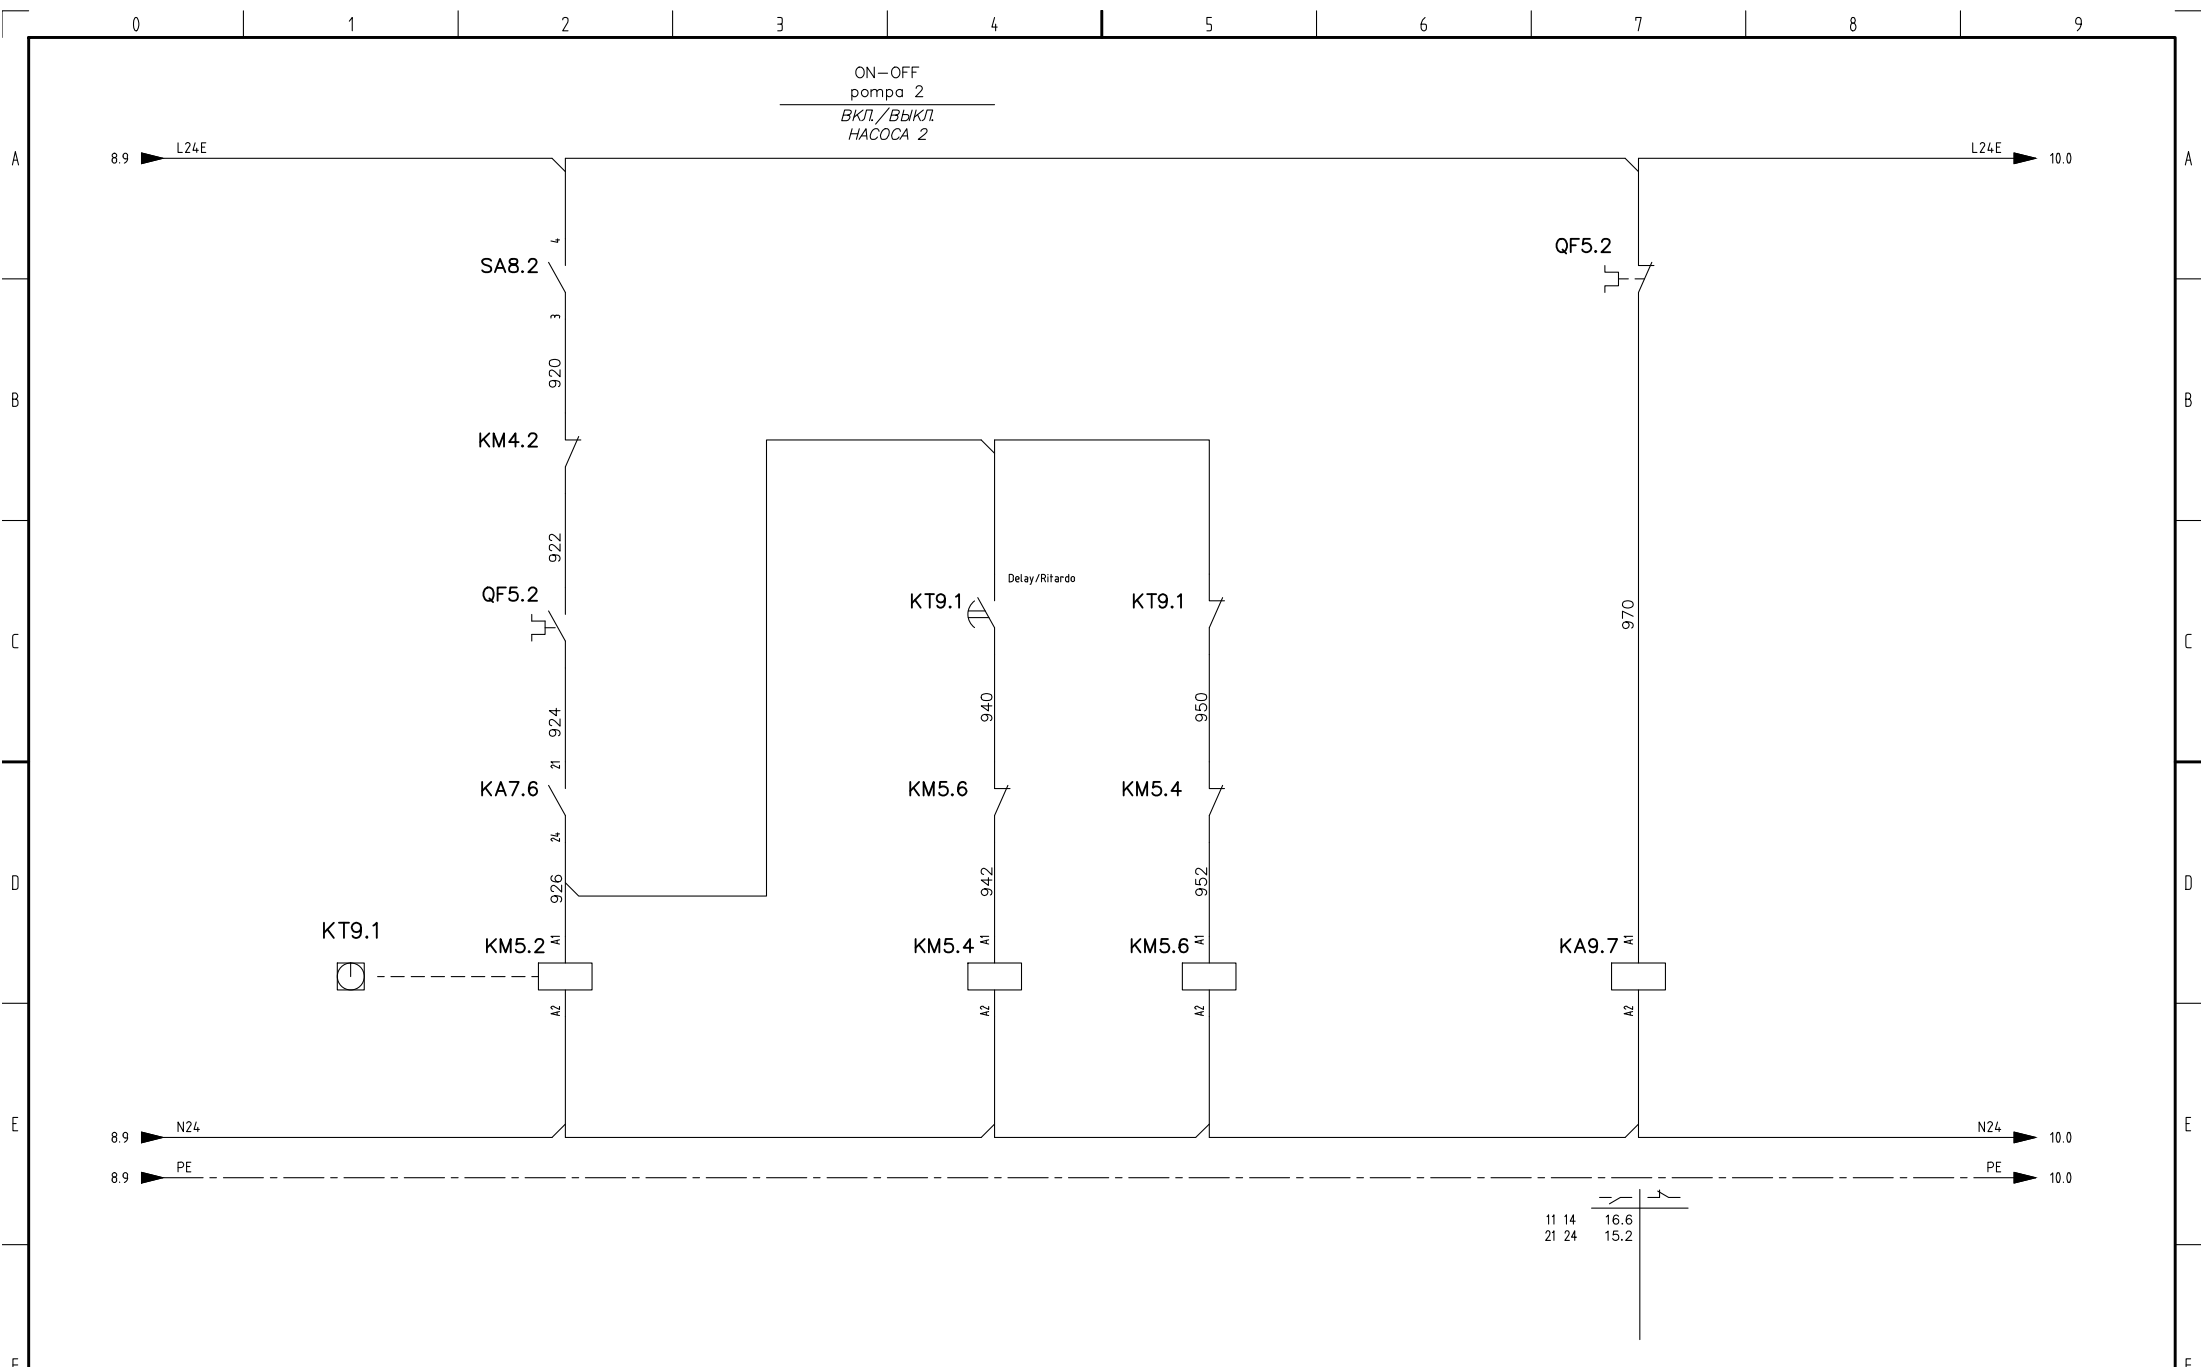 0 1 2 3 4 5 6 7 8 9
ON-OFF
pompa 2
ВКЛ./ВЫКЛ.
НАСОСА 2
A 8.9 L24E L24E 10.0 A
4
QF5.2
SA8.2
3
920
B B
KM4.2
922
Delay/Ritardo
QF5.2
KT9.1 KT9.1
970
C C
940 950
924
21
KA7.6 KM5.6 KM5.4
24
D 926 942 952 D
KT9.1
KM5.2 A1 KM5.4 A1 KM5.6 A1 KA9.7 A1
A2 A2 A2 A2
E E
8.9 N24 N24 10.0
8.9 PE PE 10.0
11 14 16.6
21 24 15.2